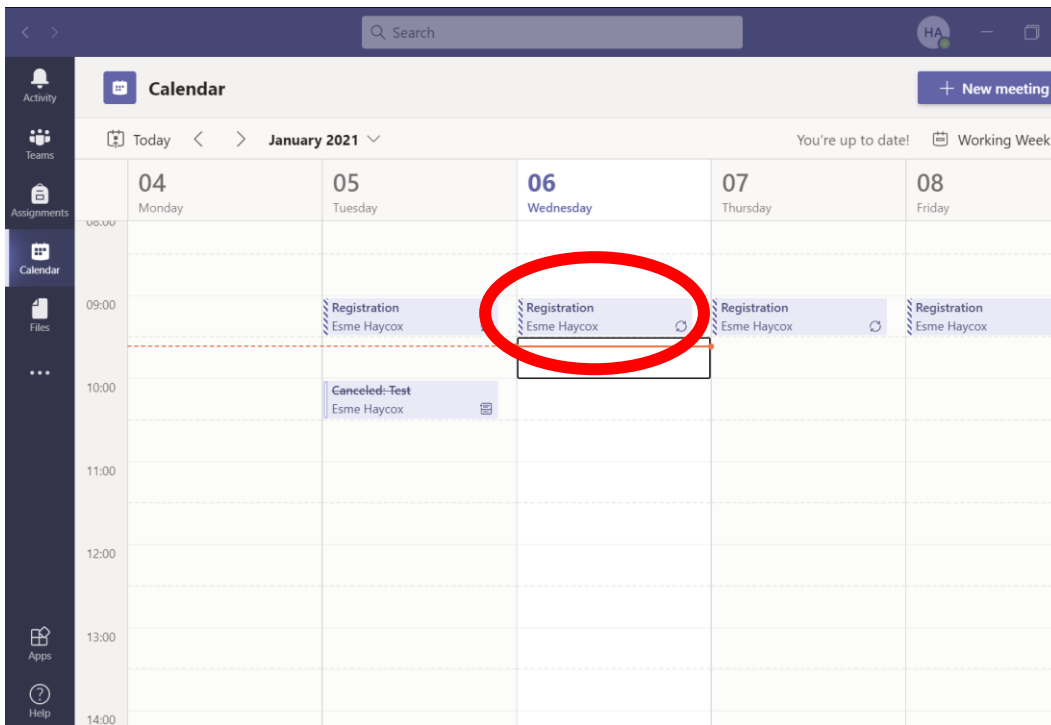 Search
HA
Activity
Teams
Assignments
Calendar
Files
Apps
Help
Calendar
New meeting
Today
January 2021
You're up to date!
Working Week
04
Monday
05
Tuesday
06
Wednesday
07
Thursday
08
Friday
08:00
09:00
Registration
Esme Haycox
Registration
Esme Haycox
Registration
Esme Haycox
Registration
Esme Haycox
10:00
Canceled: Test
Esme Haycox
11:00
12:00
13:00
14:00